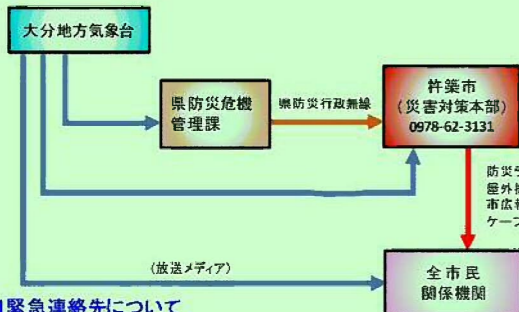 大分地方気象台
県防災危機
管理課
県防災行政無線
杵築市
(災害対策本部)
0978-62-3131
防災
屋外
市広
ケーブ
(放送メディア)
全市民
関係機関
緊急連絡先について